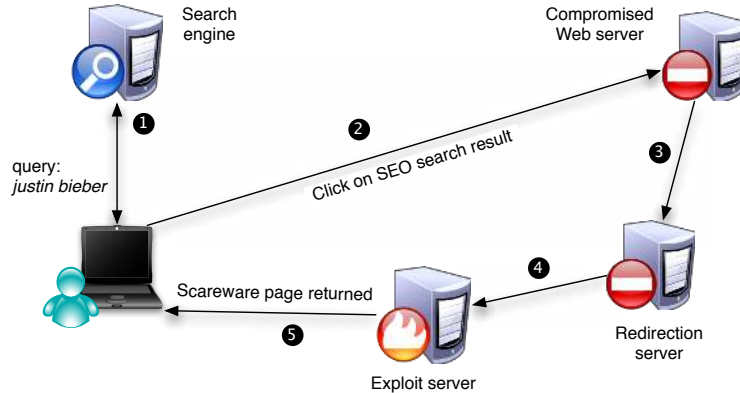 Search
engine
Compromised
Web server
1
2
query:
justin bieber
Click on SEO search result
3
Scareware page returned
4
5
Redirection
server
Exploit server